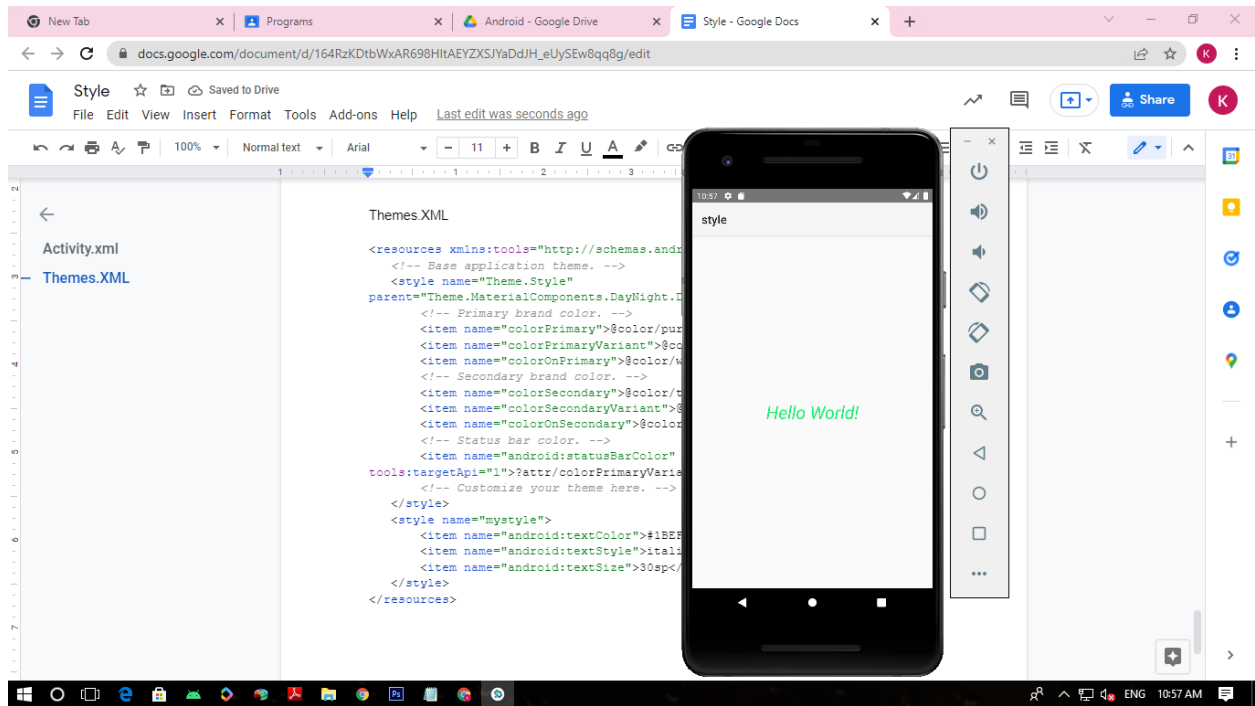 New Tab
Programs
Android - Google Drive
Style - Google Docs
docs.google.com/document/d/164RzKDtbWxAR698HItAEYZXSJYaDdJH_eUySEw8qq8g/edit
K
Style
Saved to Drive
File Edit View Insert Format Tools Add-ons Help Last edit was seconds ago
Share
K
100% Normal text Arial - 11 + B I U A
31
1 2 3
Activity.xml
Themes.XML
Themes.XML
<resources xmlns:tools="http://schemas.andr
<!-- Base application theme. -->
<style name="Theme.Style"
parent="Theme.MaterialComponents.DayNight.D
<!-- Primary brand color. -->
<item name="colorPrimary">@color/pur
<item name="colorPrimaryVariant">@co
<item name="colorOnPrimary">@color/w
<!-- Secondary brand color. -->
<item name="colorSecondary">@color/t
<item name="colorSecondaryVariant">@
<item name="colorOnSecondary">@color
<!-- Status bar color. -->
<item name="android:statusBarColor"
tools:targetApi="l">?attr/colorPrimaryVaria
<!-- Customize your theme here. -->
</style>
<style name="mystyle">
<item name="android:textColor">#1BEF
<item name="android:textStyle">itali
<item name="android:textSize">30sp</
</style>
</resources>
10:57
style
Hello World!
Ps
ENG 10:57 AM